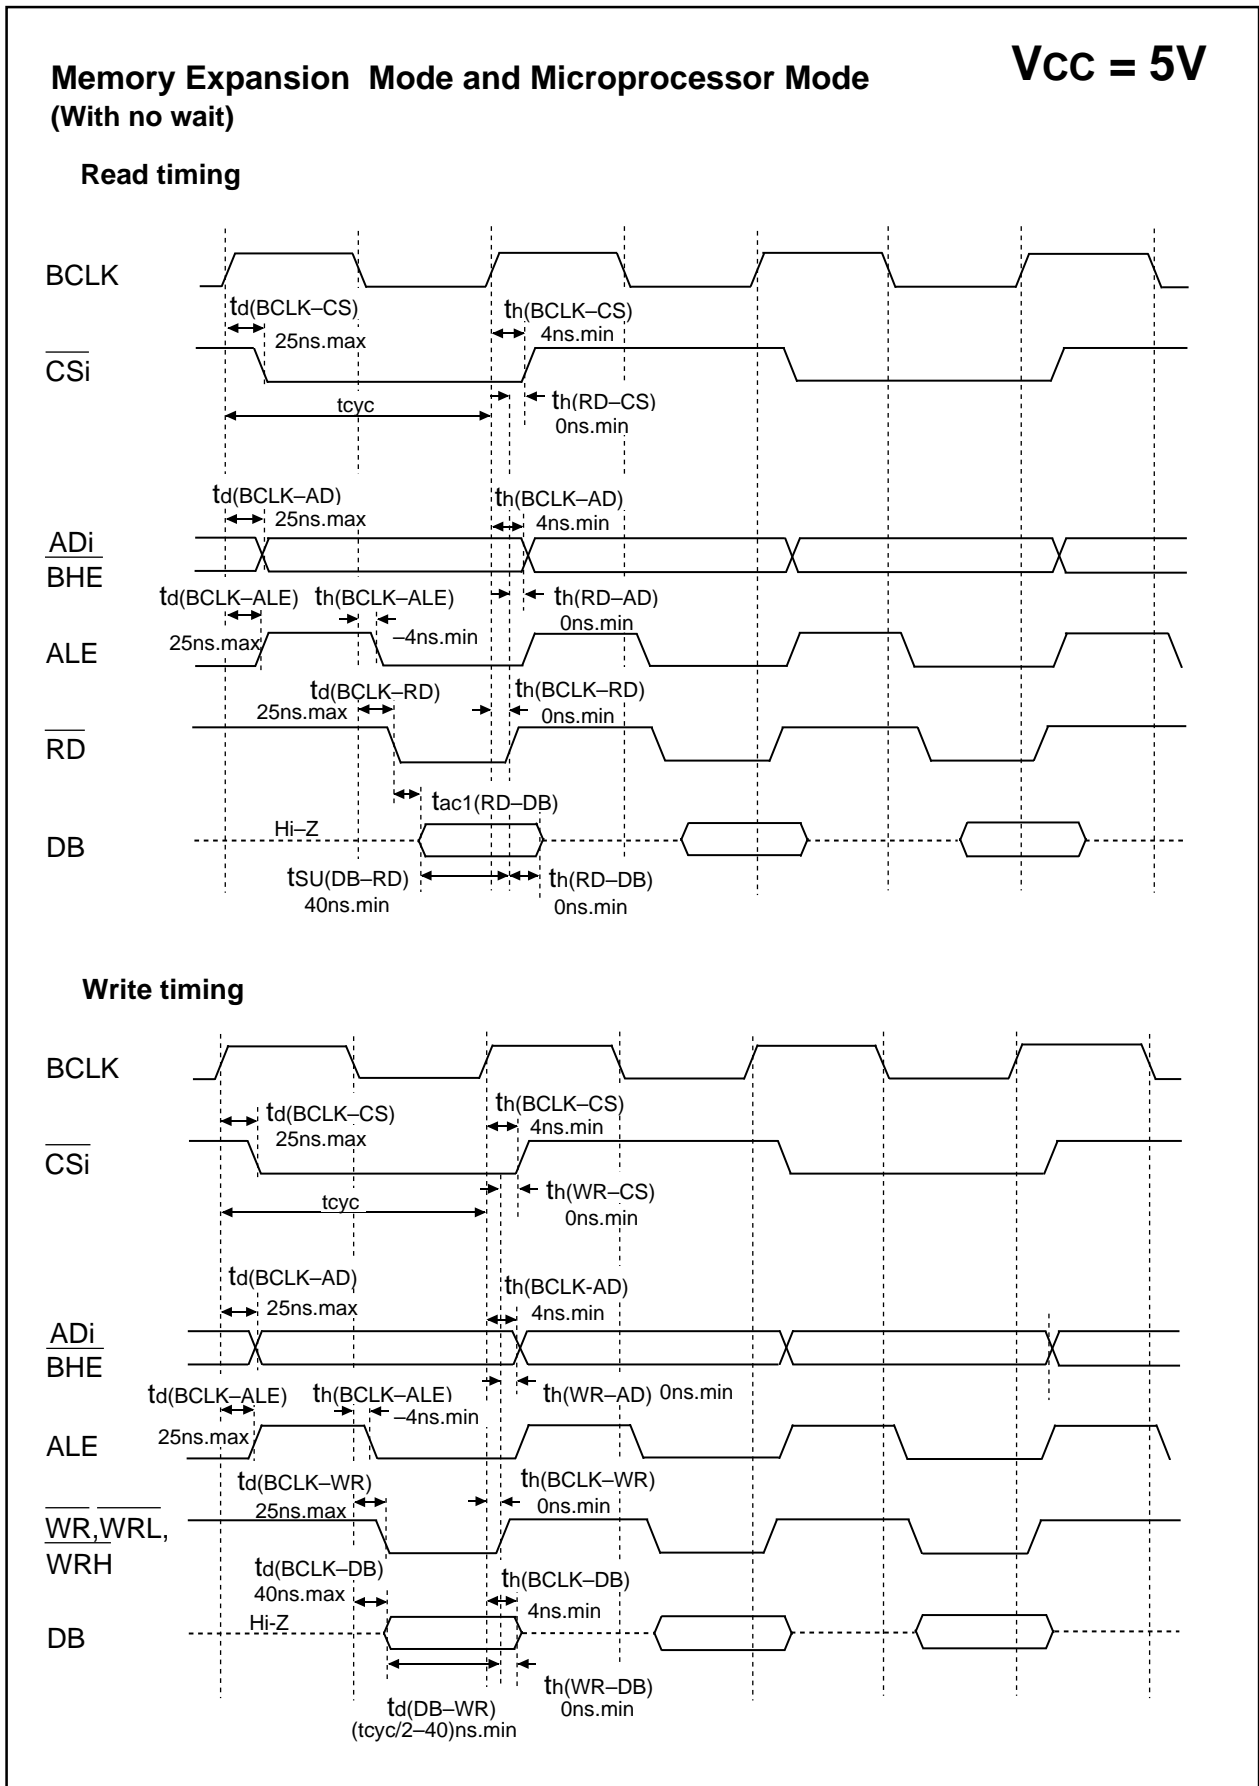 Memory Expansion Mode and Microprocessor Mode
VCC = 5V
(With no wait)
Read timing
BCLK
td(BCLK–CS)
25ns.max
th(BCLK–CS)
4ns.min
CSi
tcyc
th(RD–CS)
0ns.min
td(BCLK–AD)
25ns.max
th(BCLK–AD)
4ns.min
ADi
BHE
td(BCLK–ALE)
25ns.max
th(BCLK–ALE)
–4ns.min
th(RD–AD)
0ns.min
ALE
td(BCLK–RD)
25ns.max
th(BCLK–RD)
0ns.min
RD
tac1(RD–DB)
Hi–Z
DB
tSU(DB–RD)
40ns.min
th(RD–DB)
0ns.min
Write timing
BCLK
td(BCLK–CS)
25ns.max
th(BCLK–CS)
4ns.min
CSi
tcyc
th(WR–CS)
0ns.min
td(BCLK–AD)
25ns.max
th(BCLK-AD)
4ns.min
ADi
BHE
td(BCLK–ALE)
25ns.max
th(BCLK–ALE)
–4ns.min
th(WR–AD) 0ns.min
ALE
td(BCLK–WR)
25ns.max
th(BCLK–WR)
0ns.min
WR,WRL,
WRH
td(BCLK–DB)
40ns.max
th(BCLK–DB)
4ns.min
Hi-Z
DB
td(DB–WR)
(tcyc/2–40)ns.min
th(WR–DB)
0ns.min